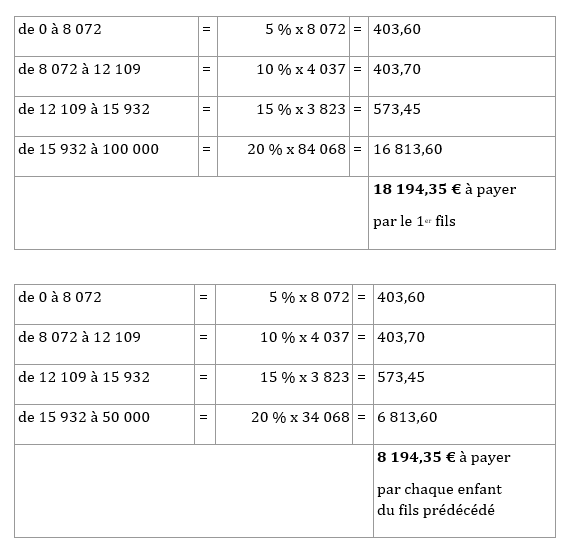 de 0 à 8 072 = 5 % x 8 072 = 403,60
de 8 072 à 12 109 = 10 % x 4 037 = 403,70
de 12 109 à 15 932 = 15 % x 3 823 = 573,45
de 15 932 à 100 000 = 20 % x 84 068 = 16 813,60
18 194,35 € à payer
par le 1er fils
de 0 à 8 072 = 5 % x 8 072 = 403,60
de 8 072 à 12 109 = 10 % x 4 037 = 403,70
de 12 109 à 15 932 = 15 % x 3 823 = 573,45
de 15 932 à 50 000 = 20 % x 34 068 = 6 813,60
8 194,35 € à payer
par chaque enfant
du fils prédécédé